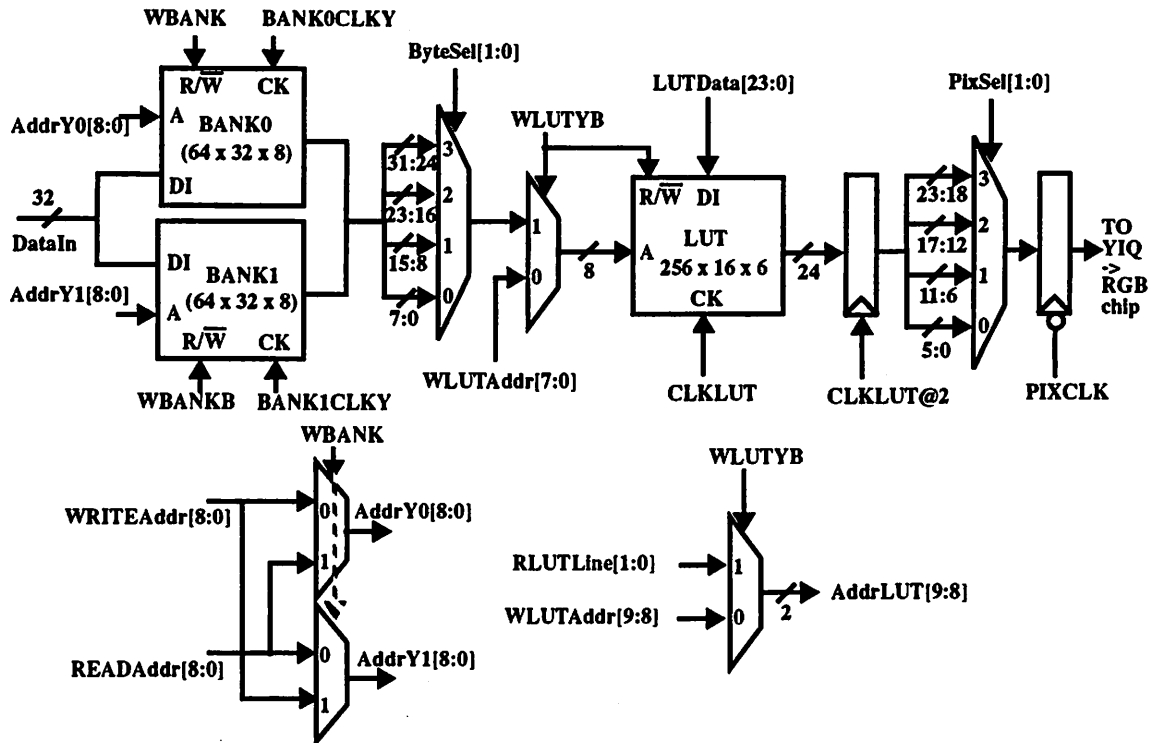 WBANK
BANK0CLKY
R/W
CK
A
BANK0
(64 x 32 x 8)
DI
AddrY0[8:0]
32
DataIn
DI
BANK1
(64 x 32 x 8)
A
R/W
CK
AddrY1[8:0]
WBANKB
BANK1CLKY
ByteSel[1:0]
31:24
3
23:16
2
15:8
1
7:0
0
WLUTYB
1
0
8
WLUTAddr[7:0]
LUTData[23:0]
R/W
DI
A
LUT
256 x 16 x 6
CK
CLKLUT
24
CLKLUT@2
PixSel[1:0]
23:18
3
17:12
2
11:6
1
5:0
0
PIXCLK
TO
YIQ
->
RGB
chip
WBANK
WRITEAddr[8:0]
0
1
AddrY0[8:0]
READAddr[8:0]
0
1
AddrY1[8:0]
WLUTYB
RLUTLine[1:0]
1
WLUTAddr[9:8]
0
2
AddrLUT[9:8]